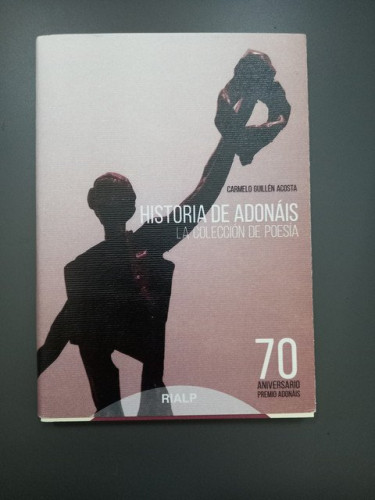 CARMELO GUILLÉN ACOSTA
HISTORIA DE ADONÁIS
LA COLECCIÓN DE POESÍA
70
ANIVERSARIO
PREMIO ADONÁIS
RIALP